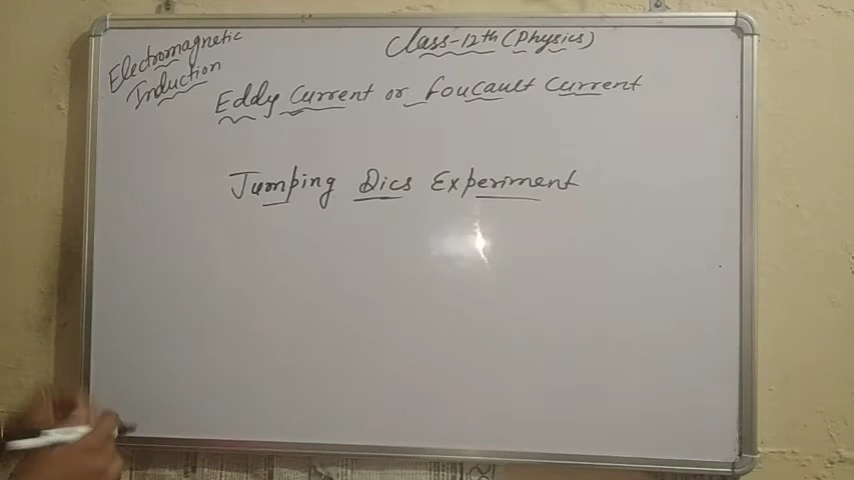 Electromagnetic
Induction
Class-12th (Physics)
Eddy Current or Foucault Current
Jumping Dics Experiment